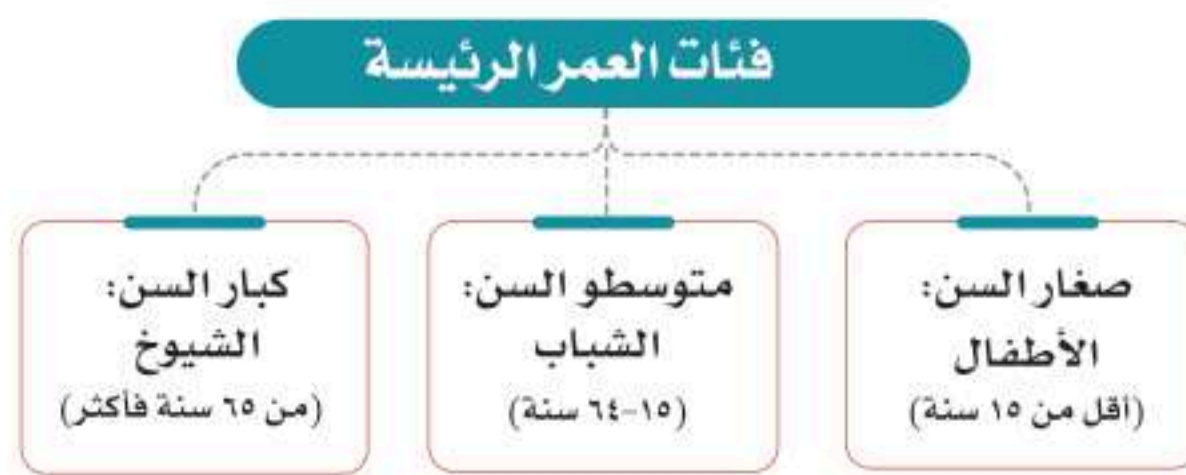 فئات العمر الرئيسة
صغار السن:
الأطفال
(أقل من ١٥ سنة)
متوسطو السن:
الشباب
(١٥-٦٤ سنة)
كبار السن:
الشيوخ
(من ٦٥ سنة فأكثر)